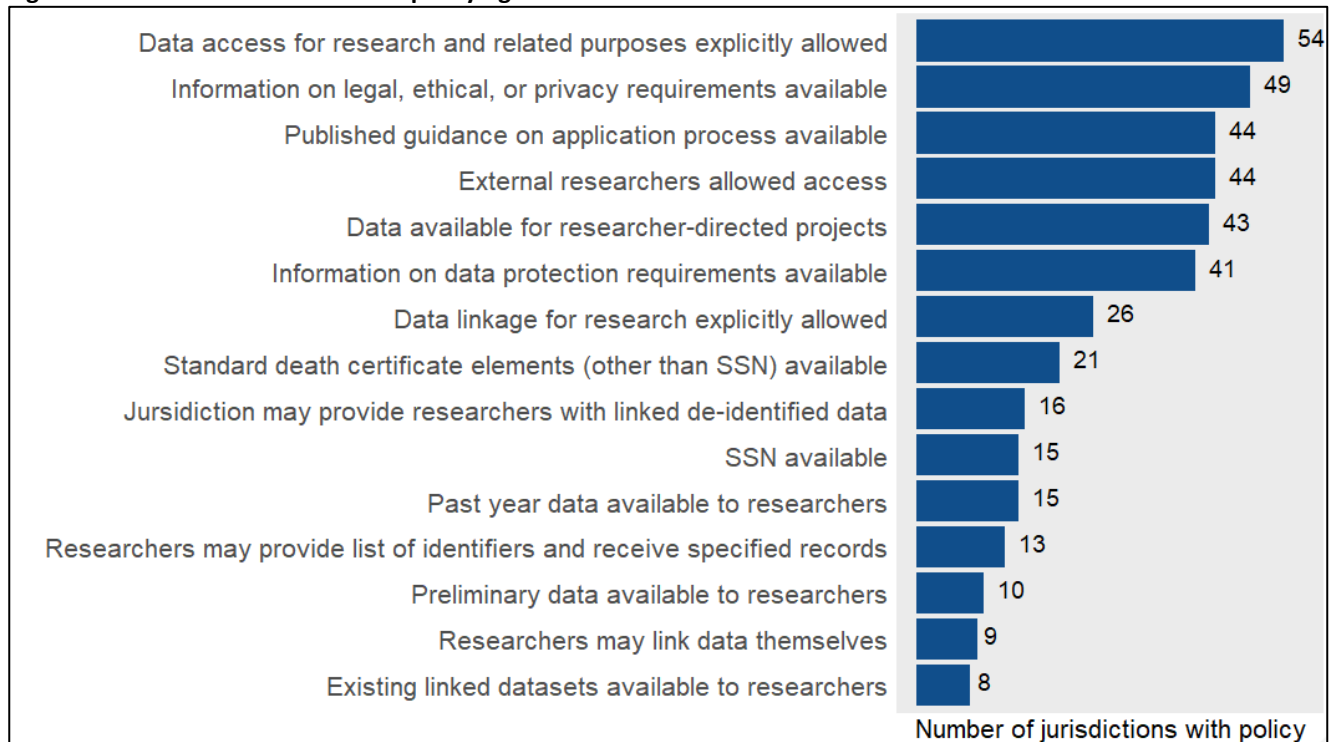 Data access for research and related purposes explicitly allowed 54
Information on legal, ethical, or privacy requirements available 49
Published guidance on application process available 44
External researchers allowed access 44
Data available for researcher-directed projects 43
Information on data protection requirements available 41
Data linkage for research explicitly allowed 26
Standard death certificate elements (other than SSN) available 21
Jursidiction may provide researchers with linked de-identified data 16
SSN available 15
Past year data available to researchers 15
Researchers may provide list of identifiers and receive specified records 13
Preliminary data available to researchers 10
Researchers may link data themselves 9
Existing linked datasets available to researchers 8
Number of jurisdictions with policy